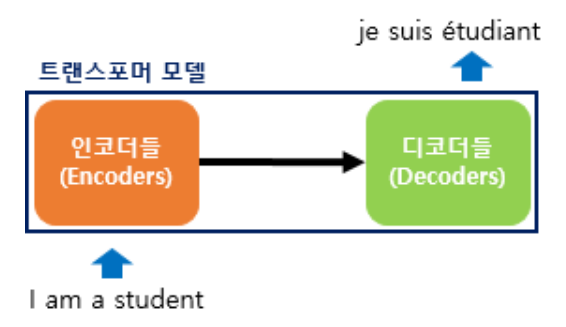 je suis étudiant
트랜스포머 모델
인코더들
(Encoders)
디코더들
(Decoders)
I am a student